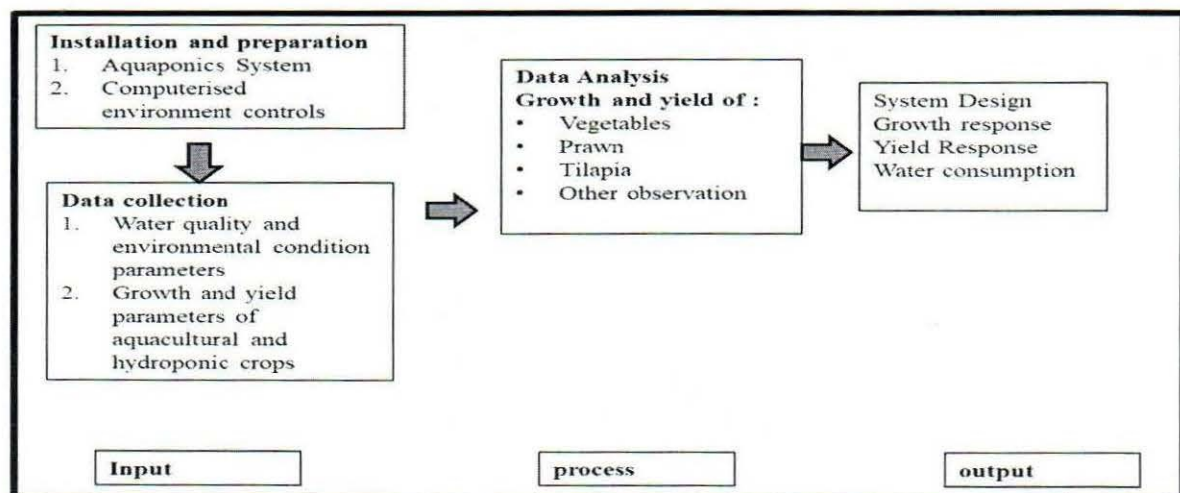 Installation and preparation
1. Aquaponics System
2. Computerised
environment controls
Data collection
1. Water quality and
environmental condition
parameters
2. Growth and yield
parameters of
aquacultural and
hydroponic crops
Data Analysis
Growth and yield of :
• Vegetables
• Prawn
• Tilapia
• Other observation
System Design
Growth response
Yield Response
Water consumption
Input
process
output